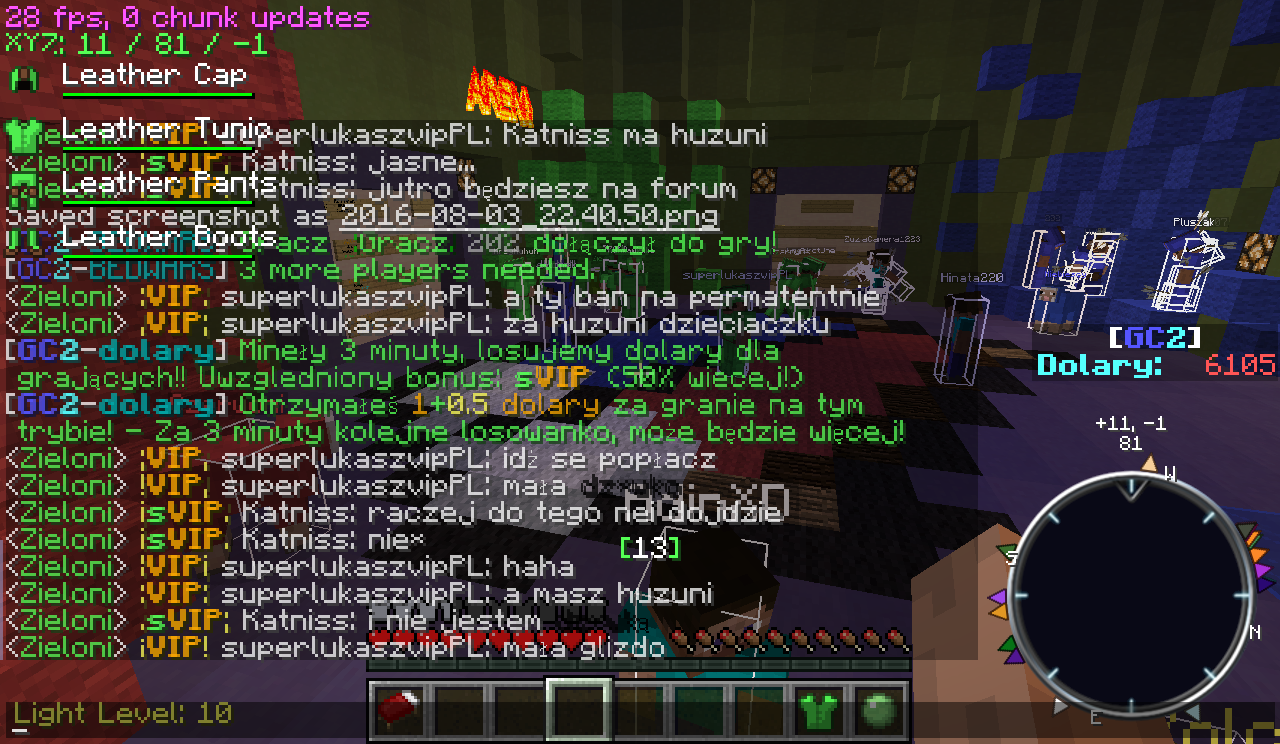 28 fps, 0 chunk updates
XYZ: 11 / 81 / -1
Leather Cap
AREN
Leather Tunic
superlukaszvipPL: Katniss ma huzuni
<Zieloni> sVIP Katniss: jasne
Leather Pants
Katniss: jutro będziesz na forum
saved screenshot as 2016-08-03_22.40.50.png
Leather Boots
Gracz 202 dołączył do gry!
[GC2-BEDWARS] 3 more players needed.
<Zieloni> VIP superlukaszvipPL: a ty ban na permatentnie
<Zieloni> VIP superlukaszvipPL: za huzuni dzieciaczku
[GC2-dolary] Minęły 3 minuty, losujemy dolary dla
grających!! Uwzgledniony bonus: sVIP (50% wiecej!)
[GC2-dolary] Otrzymałeś 1+0.5 dolary za granie na tym
trybie! - Za 3 minuty kolejne losowanko, może będzie więcej!
<Zieloni> VIP superlukaszvipPL: idź se popłacz
<Zieloni> VIP superlukaszvipPL: mała
<Zieloni> sVIP Katniss: raczej do tego nei dojdzie
<Zieloni> sVIP Katniss: nie*
<Zieloni> VIP superlukaszvipPL: haha
<Zieloni> VIP superlukaszvipPL: a masz huzuni
<Zieloni> sVIP Katniss: i nie jestem
<Zieloni> VIP superlukaszvipPL: mała glizdo
[13]
superlukaszvipPL
ZuziaCamera1223
Hinata220
Pluszak
[GC2]
Dolary: 6105
+11, -1
81
W
S
N
E
Light Level: 10